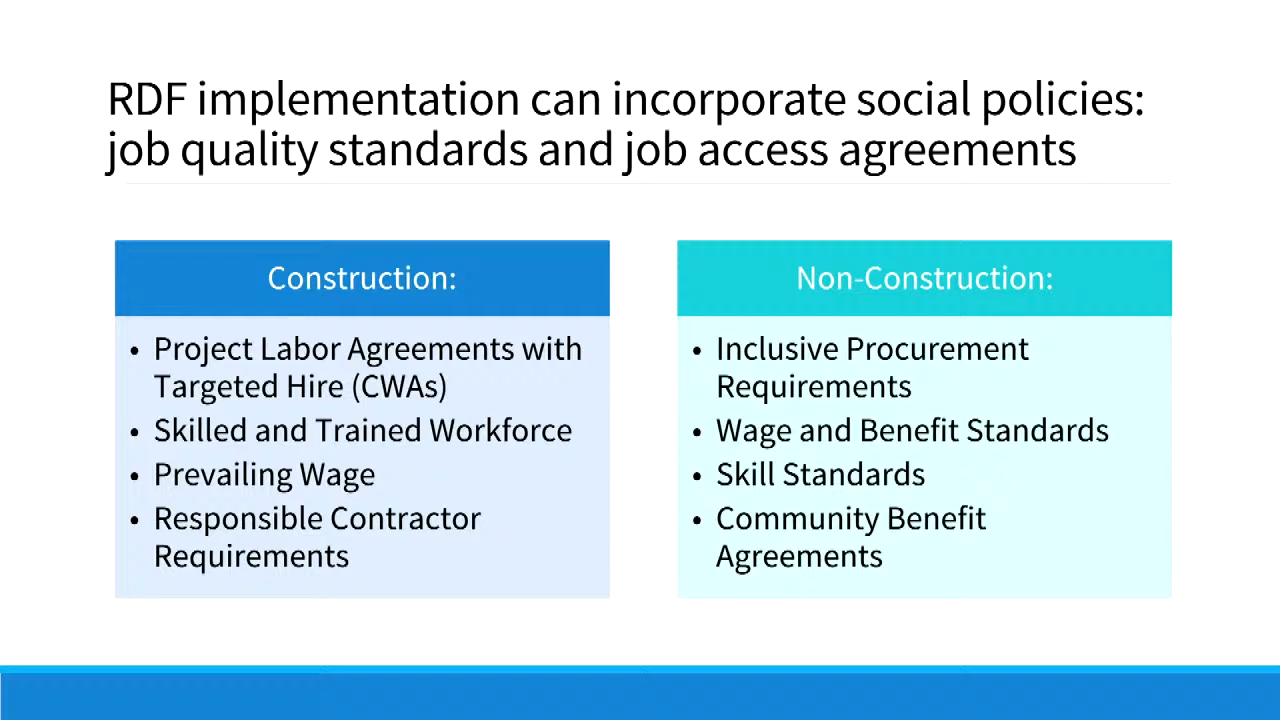 RDF implementation can incorporate social policies:
job quality standards and job access agreements
Construction:
• Project Labor Agreements with
Targeted Hire (CWAs)
• Skilled and Trained Workforce
• Prevailing Wage
• Responsible Contractor
Requirements
Non-Construction:
• Inclusive Procurement
Requirements
• Wage and Benefit Standards
• Skill Standards
• Community Benefit
Agreements